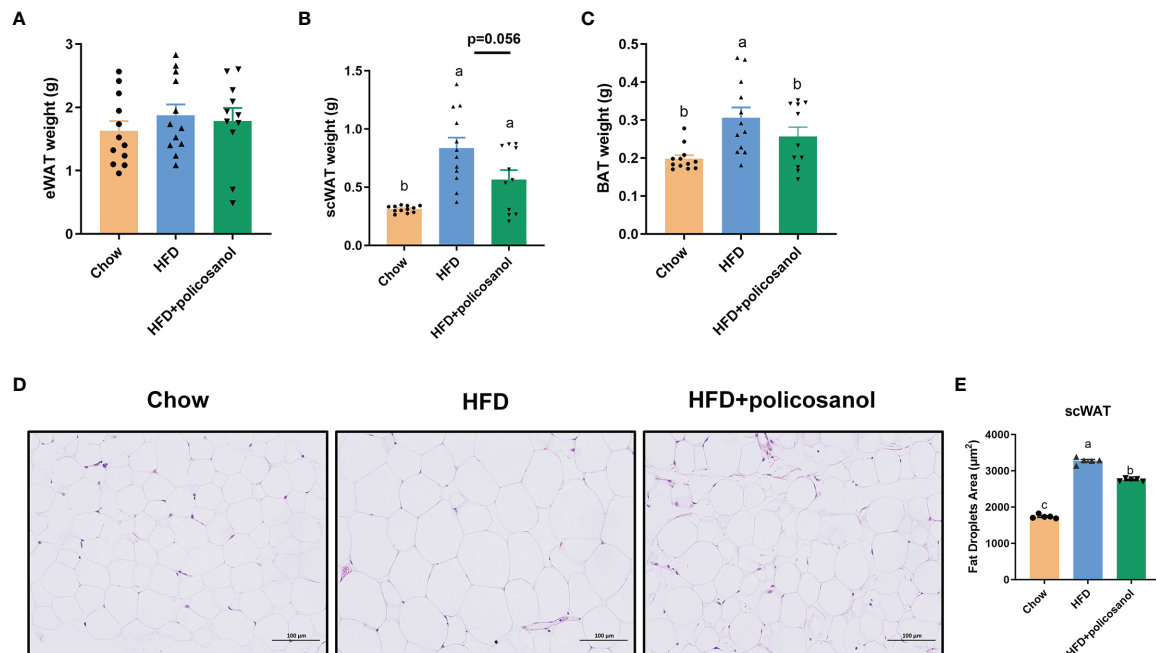 A
eWAT weight (g)
3
2
1
0
Chow
HFD
HFD+policosanol
B
p=0.056
scWAT weight (g)
1.5
1.0
0.5
0.0
a
a
b
Chow
HFD
HFD+policosanol
C
BAT weight (g)
0.5
0.4
0.3
0.2
0.1
0.0
a
b
b
Chow
HFD
HFD+policosanol
D
Chow
HFD
HFD+policosanol
100 µm
100 µm
100 µm
E
scWAT
Fat Droplets Area (µm²)
4000
3000
2000
1000
0
a
b
c
Chow
HFD
HFD+policosanol